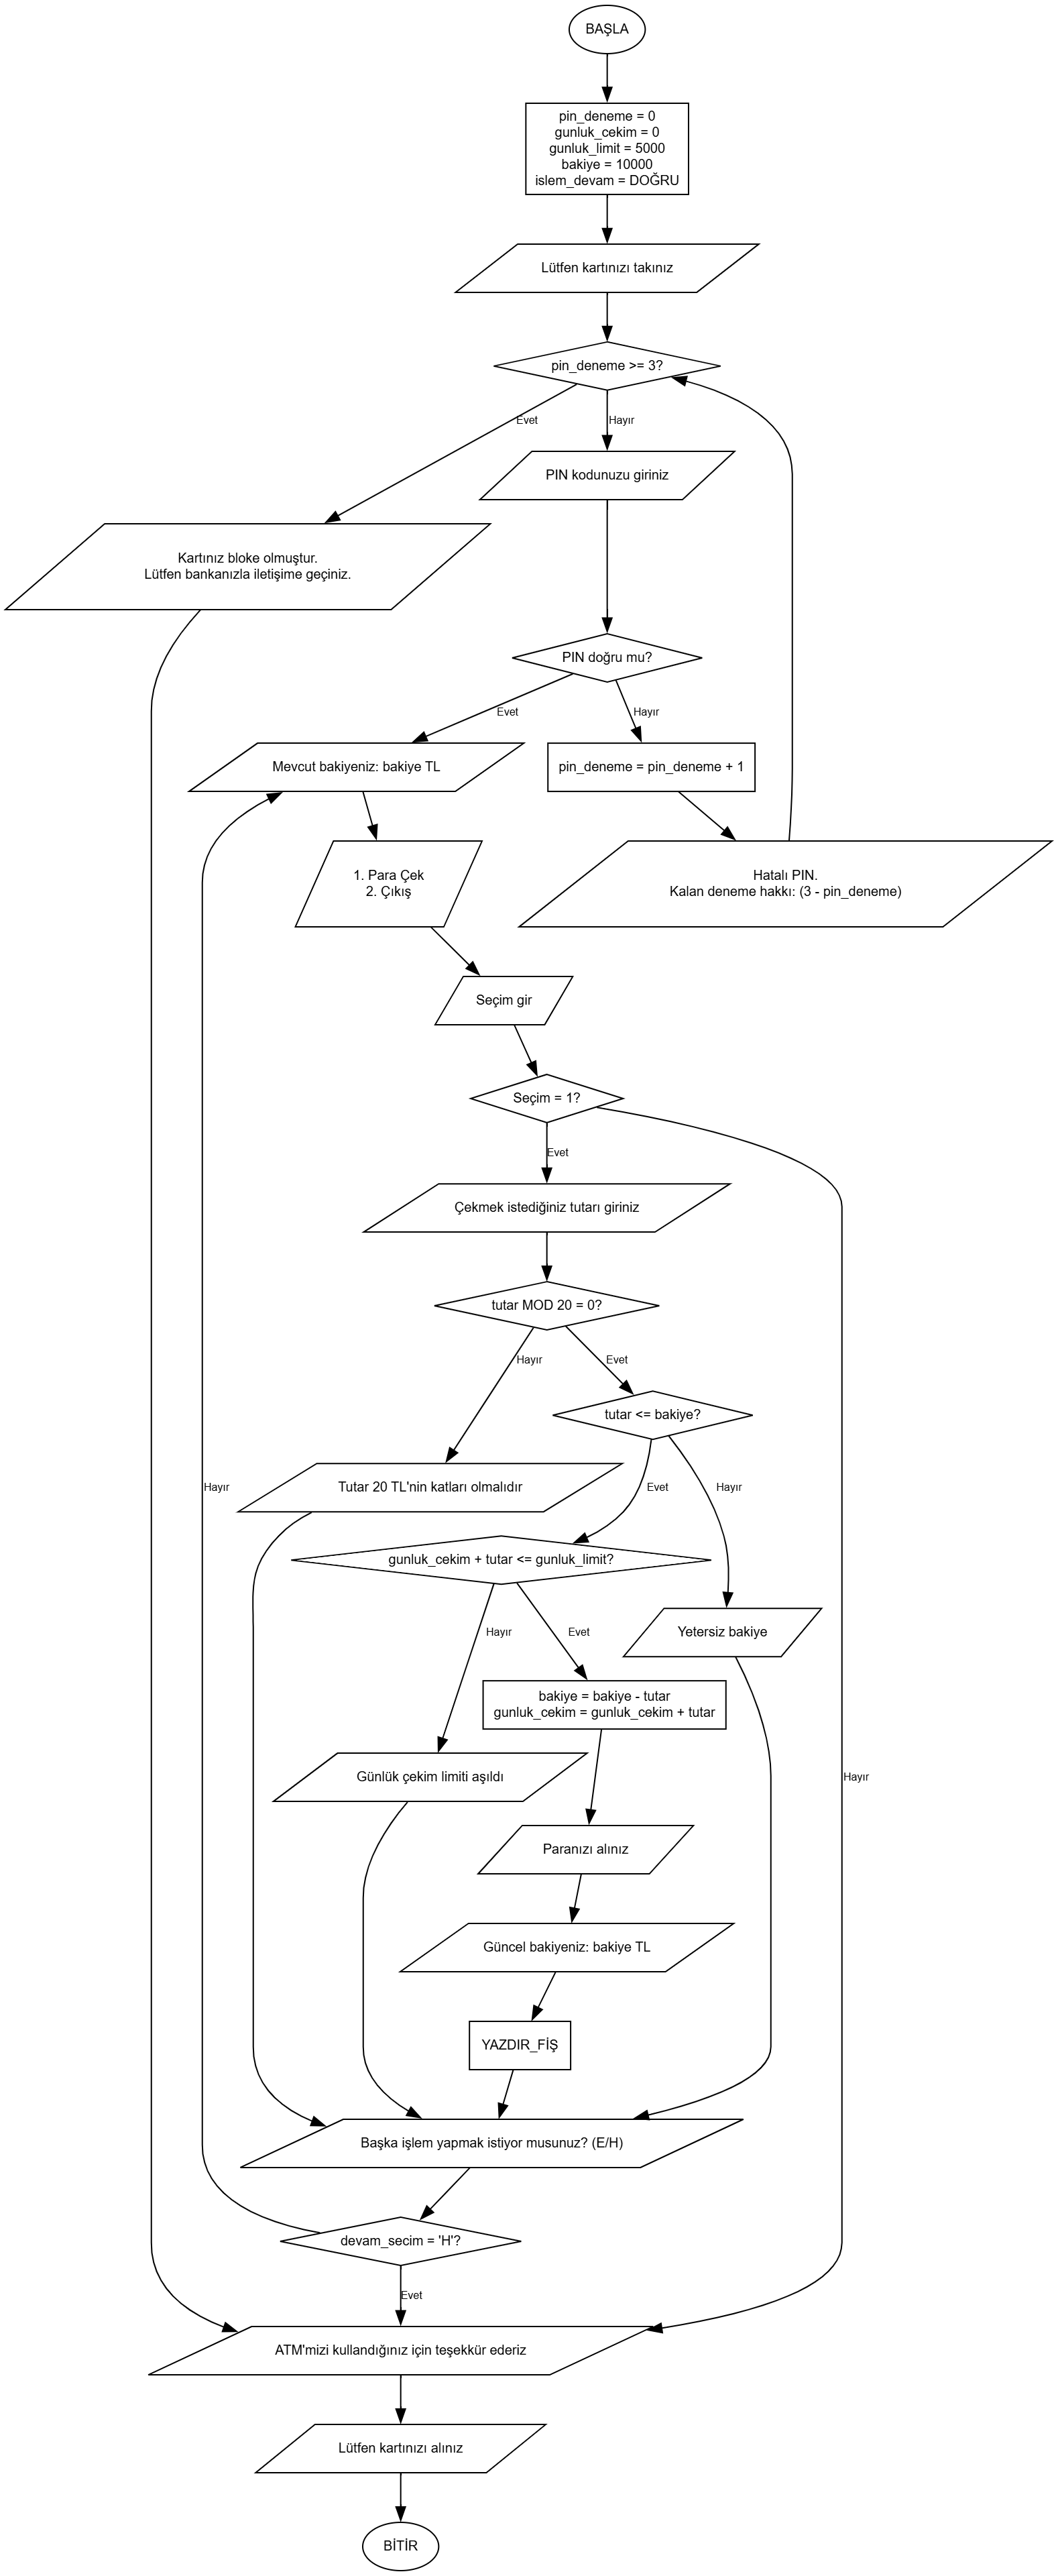 BAŞLA
pin_deneme = 0
gunluk_cekim = 0
gunluk_limit = 5000
bakiye = 10000
islem_devam = DOĞRU
Lütfen kartınızı takınız
pin_deneme >= 3?
Evet
Hayır
PIN kodunuzu giriniz
Kartınız bloke olmuştur.
Lütfen bankanızla iletişime geçiniz.
PIN doğru mu?
Evet
Hayır
Mevcut bakiyeniz: bakiye TL
pin_deneme = pin_deneme + 1
1. Para Çek
2. Çıkış
Hatalı PIN.
Kalan deneme hakkı: (3 - pin_deneme)
Seçim gir
Seçim = 1?
Evet
Çekmek istediğiniz tutarı giriniz
tutar MOD 20 = 0?
Hayır
Evet
tutar <= bakiye?
Hayır
Tutar 20 TL'nin katları olmalıdır
Evet
Hayır
gunluk_cekim + tutar <= gunluk_limit?
Hayır
Evet
Yetersiz bakiye
bakiye = bakiye - tutar
gunluk_cekim = gunluk_cekim + tutar
Günlük çekim limiti aşıldı
Hayır
Paranızı alınız
Güncel bakiyeniz: bakiye TL
YAZDIR_FİŞ
Başka işlem yapmak istiyor musunuz? (E/H)
devam_secim = 'H'?
Evet
ATM'mizi kullandığınız için teşekkür ederiz
Lütfen kartınızı alınız
BİTİR